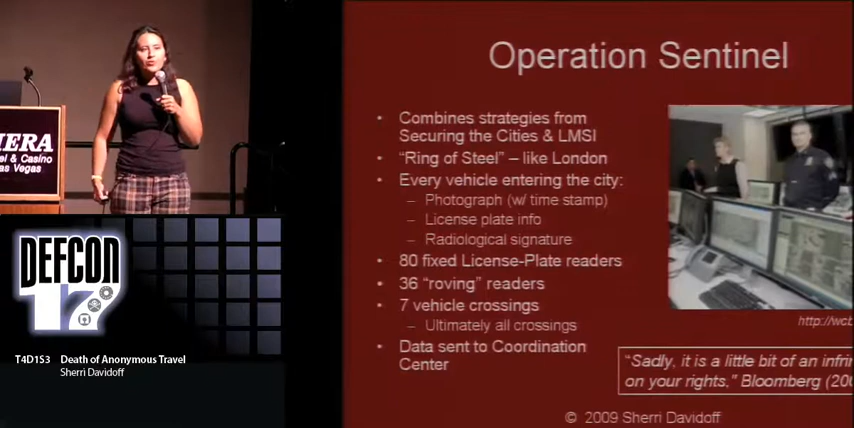 IERA
el & Casino
as Vegas
DEFCON
17
T4D1S3 Death of Anonymous Travel
Sherri Davidoff
Operation Sentinel
• Combines strategies from
Securing the Cities & LMSI
• “Ring of Steel” – like London
• Every vehicle entering the city:
– Photograph (w/ time stamp)
– License plate info
– Radiological signature
• 80 fixed License-Plate readers
• 36 “roving” readers
• 7 vehicle crossings
– Ultimately all crossings
• Data sent to Coordination
Center
http://wcb
“Sadly, it is a little bit of an infri
on your rights,” Bloomberg (200
© 2009 Sherri Davidoff